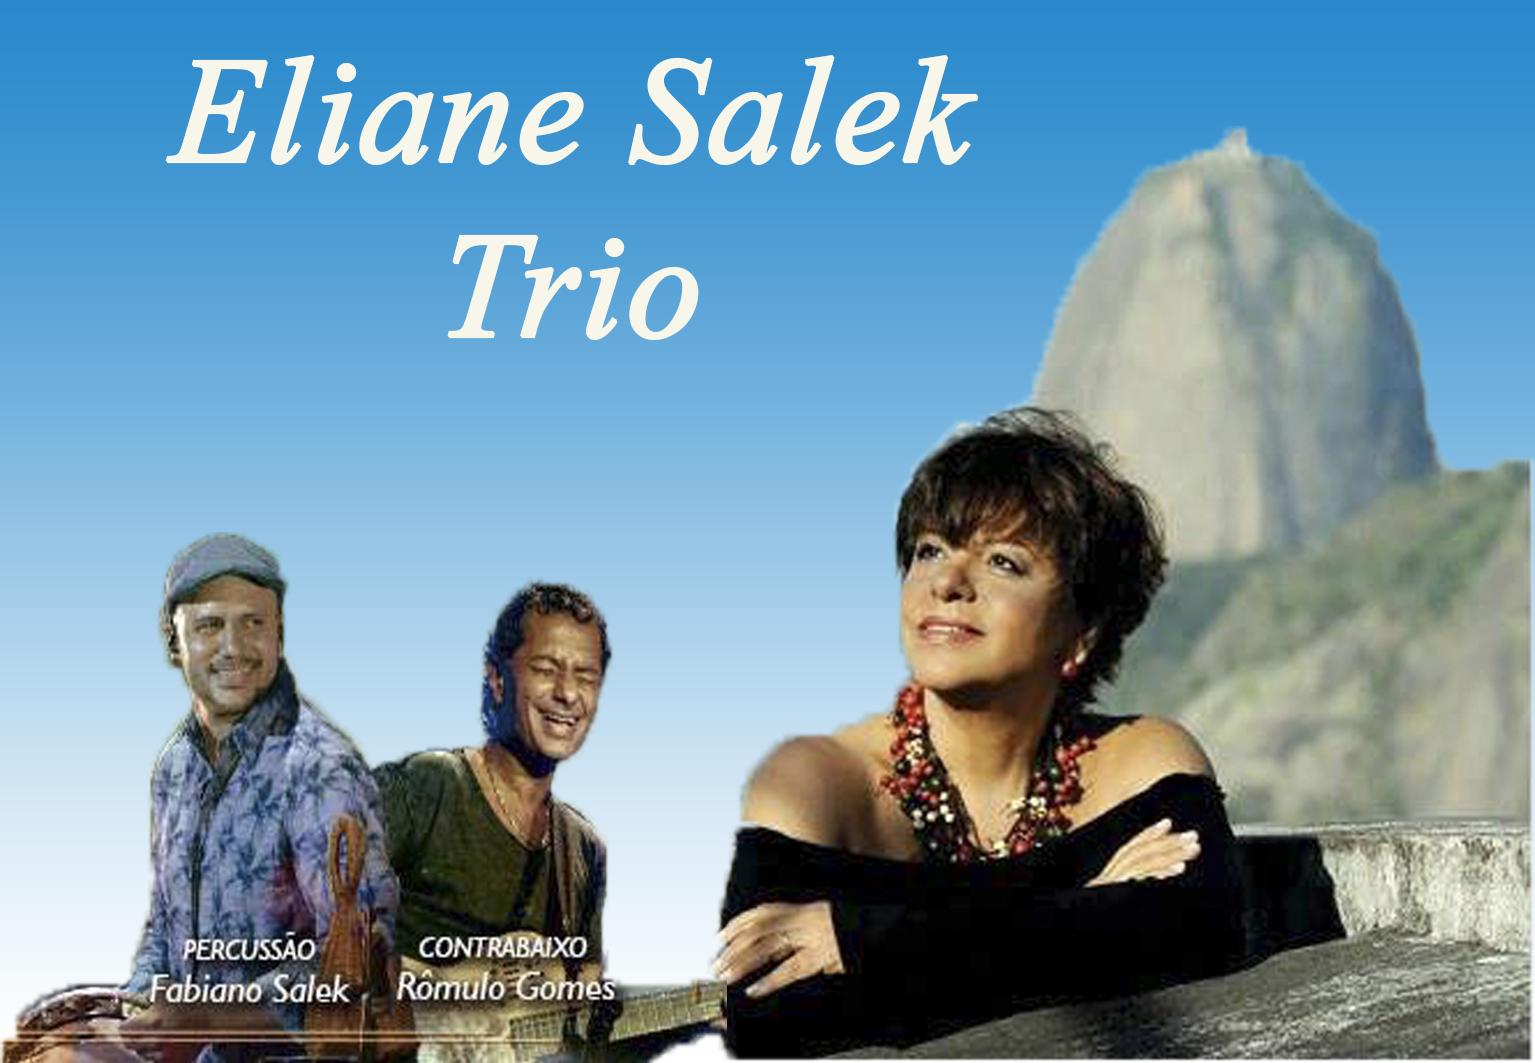 Eliane Salek
Trio
PERCUSSÃO
Fabiano Salek
CONTRABAIXO
Rômulo Gomes